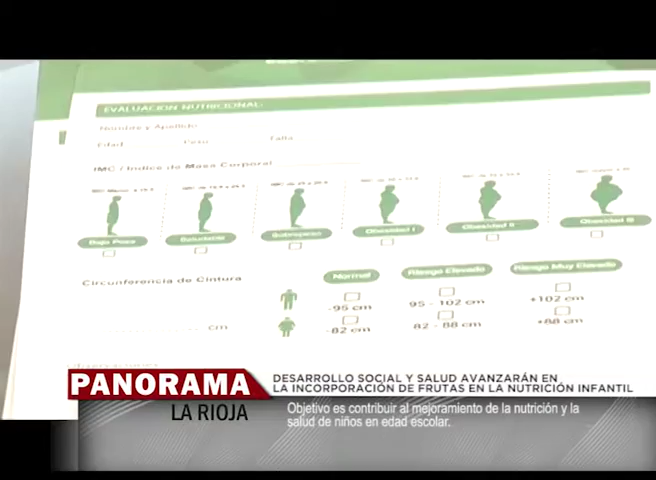 EVALUACIÓN NUTRICIONAL:
Nombre y Apellido:
Edad Peso Talla
IMC / Indice de Masa Corporal
Bajo Peso Saludable Sobrepeso Obesidad I Obesidad II Obesidad III
Circunferencia de Cintura Normal Riesgo Elevado Riesgo Muy Elevado
-95 cm 95 - 102 cm +102 cm
cm -82 cm 82 - 88 cm +88 cm
PANORAMA
LA RIOJA
DESARROLLO SOCIAL Y SALUD AVANZARÁN EN
LA INCORPORACIÓN DE FRUTAS EN LA NUTRICIÓN INFANTIL
Objetivo es contribuir al mejoramiento de la nutrición y la
salud de niños en edad escolar.